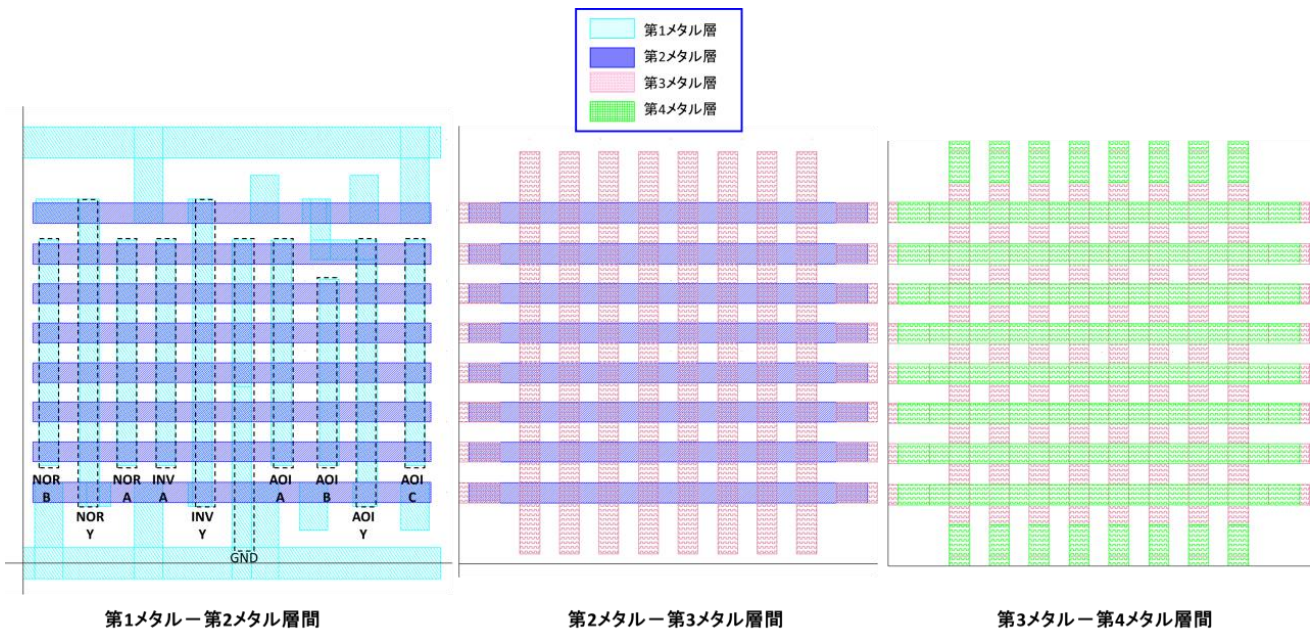 第1メタル層
第2メタル層
第3メタル層
第4メタル層
NOR
B
NOR
Y
NOR
A
INV
A
INV
Y
GND
AOI
A
AOI
B
AOI
Y
AOI
C
第1メタルー第2メタル層間
第2メタルー第3メタル層間
第3メタルー第4メタル層間